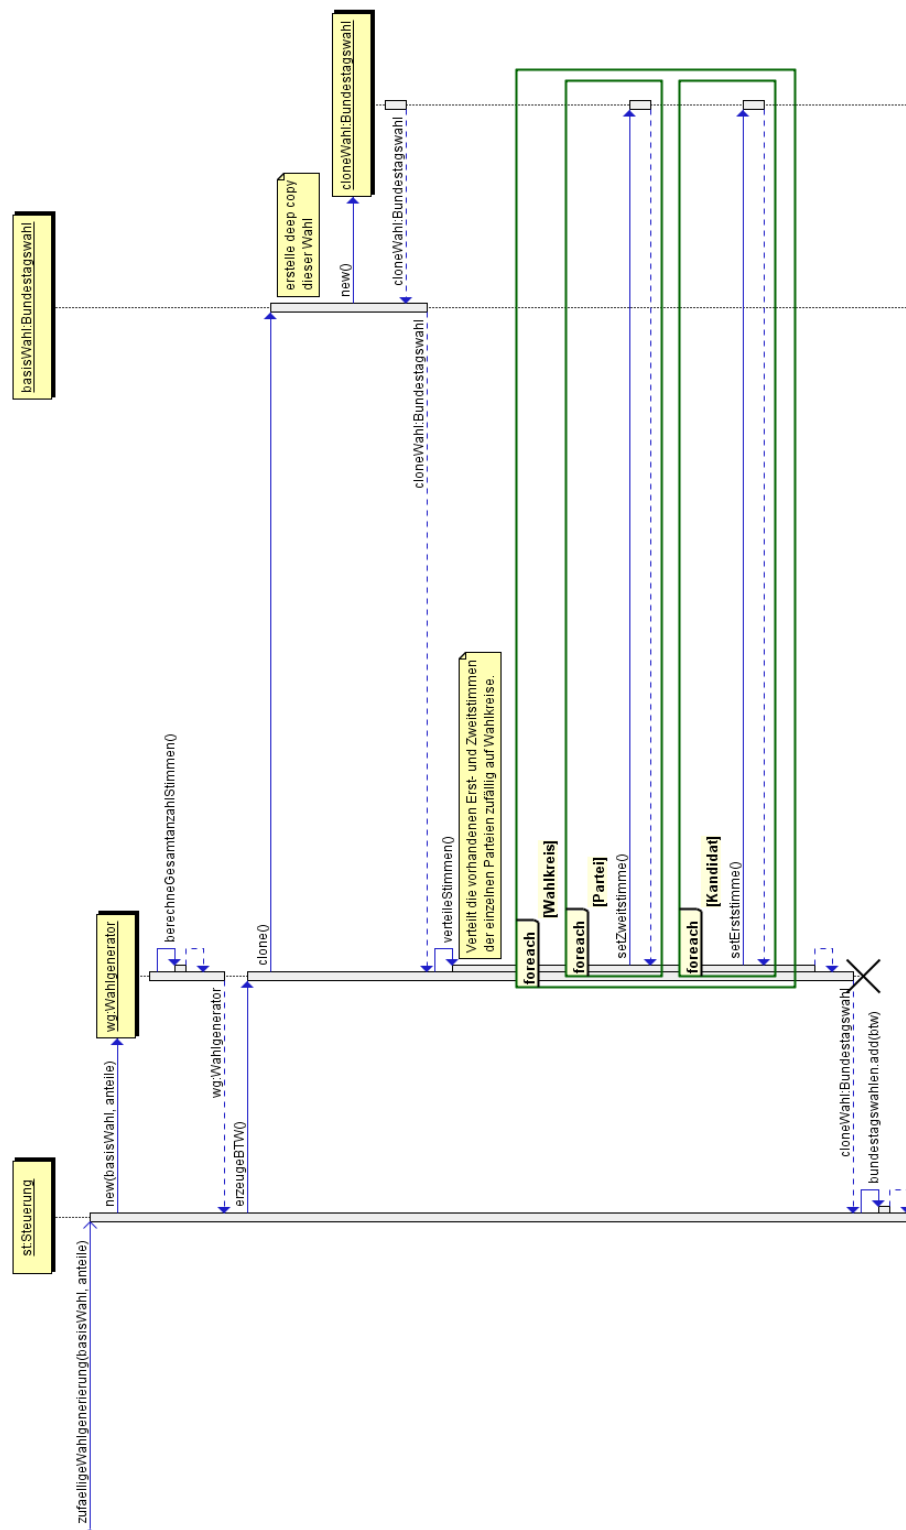 st:Steuerung
basisWahl:Bundestagswahl
zufaelligeWahlgenerierung(basisWahl, anteile)
new(basisWahl, anteile)
wg:Wahlgenerator
berechneGesamtanzahlStimmen()
wg:Wahlgenerator
erzeugeBTW()
clone()
erstelle deep copy
dieser Wahl
new()
cloneWahl:Bundestagswahl
cloneWahl:Bundestagswahl
cloneWahl:Bundestagswahl
verteileStimmen()
Verteilt die vorhandenen Erst- und Zweitstimmen
der einzelnen Parteien zufällig auf Wahlkreise.
foreach
[Wahlkreis]
foreach
[Partei]
setZweitstimme()
foreach
[Kandidat]
setErststimme()
cloneWahl:Bundestagswahl
bundestagswahlen.add(btw)